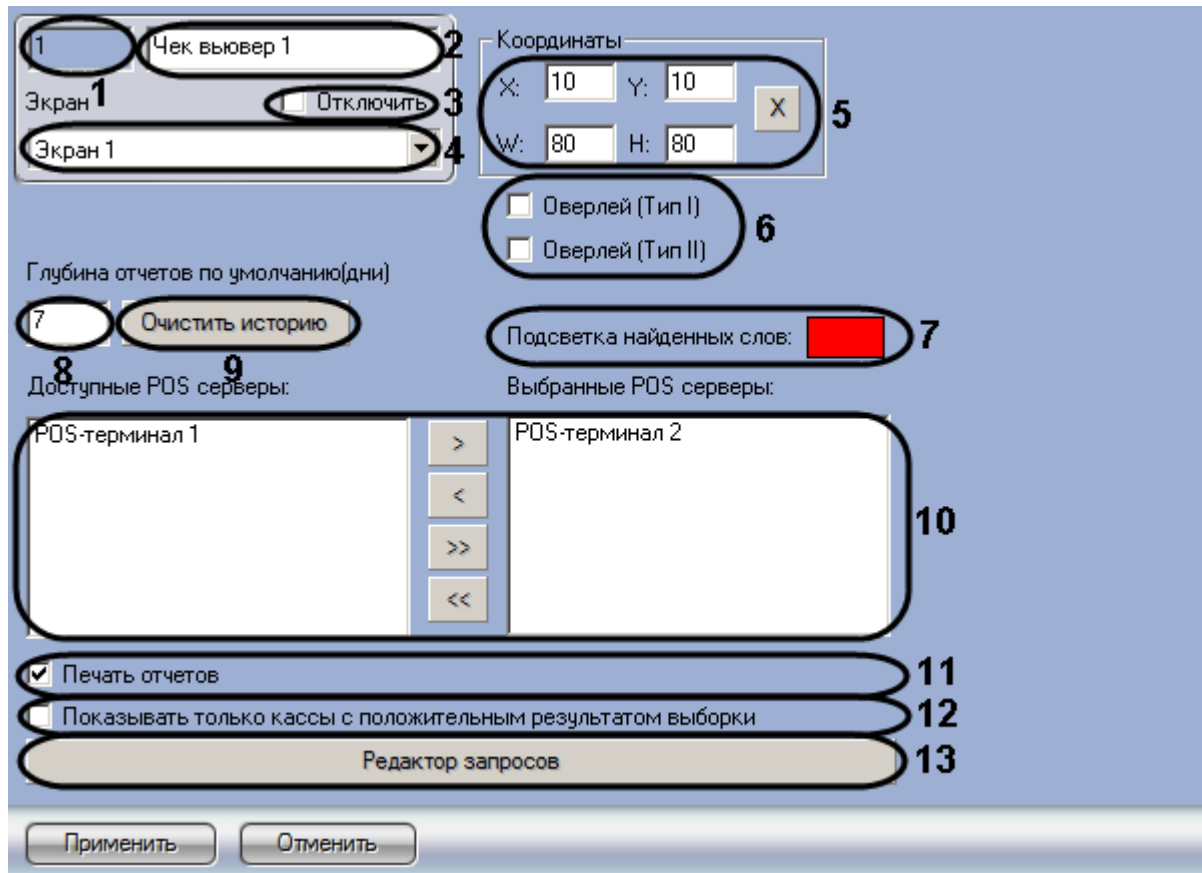 1 Чек вьювер 1 2
Экран 1 Отключить 3
Экран 1 4
Координаты
X: 10 Y: 10 X 5
W: 80 H: 80
Оверлей (Тип I)
Оверлей (Тип II) 6
Глубина отчетов по умолчанию(дни)
7 Очистить историю
8 9
Подсветка найденных слов: 7
Доступные POS серверы: Выбранные POS серверы:
POS-терминал 1 > POS-терминал 2
<
>>
<<
10
Печать отчетов 11
Показывать только кассы с положительным результатом выборки 12
Редактор запросов 13
Применить Отменить